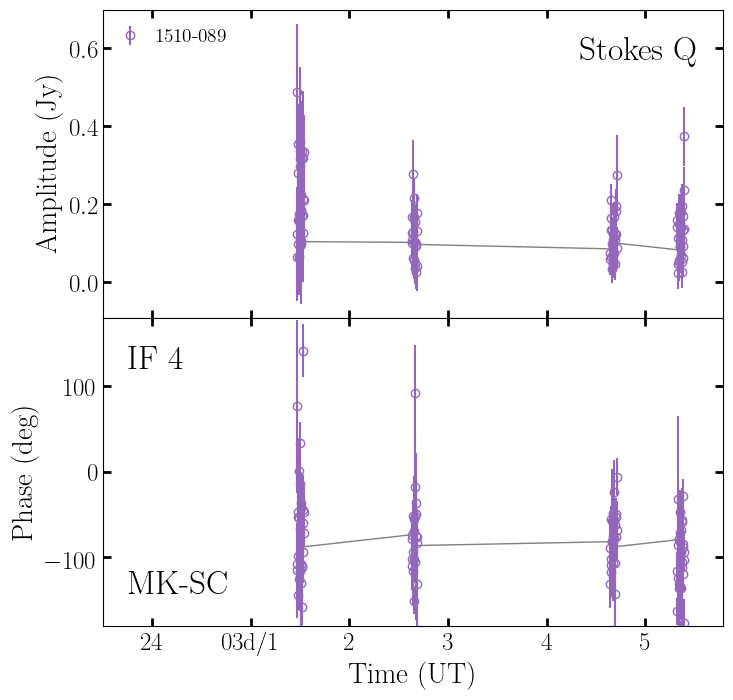 1510-089
Stokes Q
0.6
0.4
0.2
0.0
Amplitude (Jy)
IF 4
100
0
−100
Phase (deg)
MK-SC
24 03d/1 2 3 4 5
Time (UT)